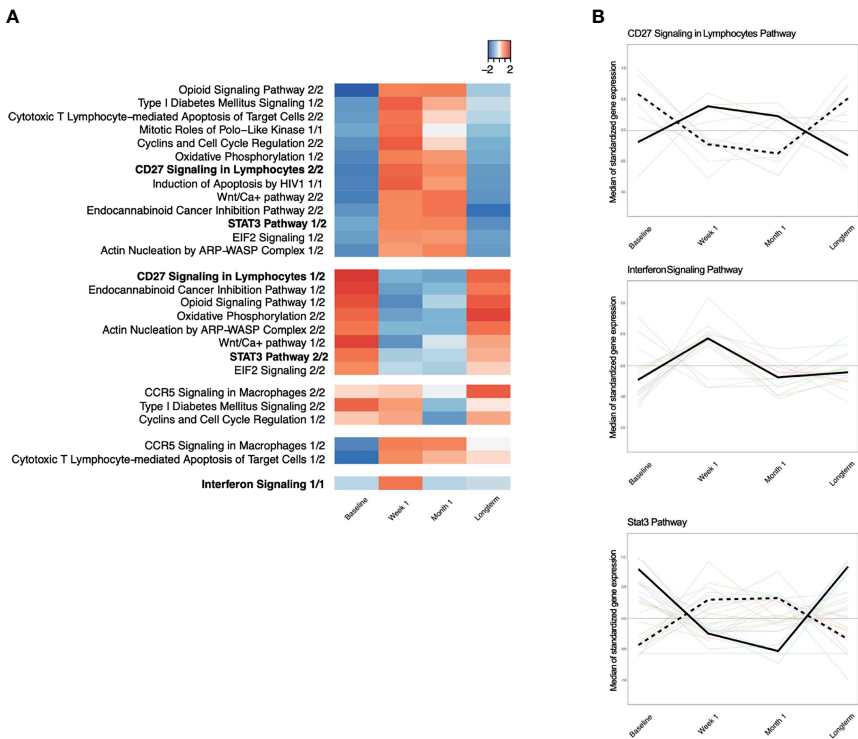 A
−2 2
Opioid Signaling Pathway 2/2
Type I Diabetes Mellitus Signaling 1/2
Cytotoxic T Lymphocyte-mediated Apoptosis of Target Cells 2/2
Mitotic Roles of Polo−Like Kinase 1/1
Cyclins and Cell Cycle Regulation 2/2
Oxidative Phosphorylation 1/2
CD27 Signaling in Lymphocytes 2/2
Induction of Apoptosis by HIV1 1/1
Wnt/Ca+ pathway 2/2
Endocannabinoid Cancer Inhibition Pathway 2/2
STAT3 Pathway 1/2
EIF2 Signaling 1/2
Actin Nucleation by ARP−WASP Complex 1/2
CD27 Signaling in Lymphocytes 1/2
Endocannabinoid Cancer Inhibition Pathway 1/2
Opioid Signaling Pathway 1/2
Oxidative Phosphorylation 2/2
Actin Nucleation by ARP−WASP Complex 2/2
Wnt/Ca+ pathway 1/2
STAT3 Pathway 2/2
EIF2 Signaling 2/2
CCR5 Signaling in Macrophages 2/2
Type I Diabetes Mellitus Signaling 2/2
Cyclins and Cell Cycle Regulation 1/2
CCR5 Signaling in Macrophages 1/2
Cytotoxic T Lymphocyte-mediated Apoptosis of Target Cells 1/2
Interferon Signaling 1/1
Baseline Week 1 Month 1 Longterm
B
CD27 Signaling in Lymphocytes Pathway
Median of standardized gene expression
Baseline Week 1 Month 1 Longterm
Interferon Signaling Pathway
Median of standardized gene expression
Baseline Week 1 Month 1 Longterm
Stat3 Pathway
Median of standardized gene expression
Baseline Week 1 Month 1 Longterm